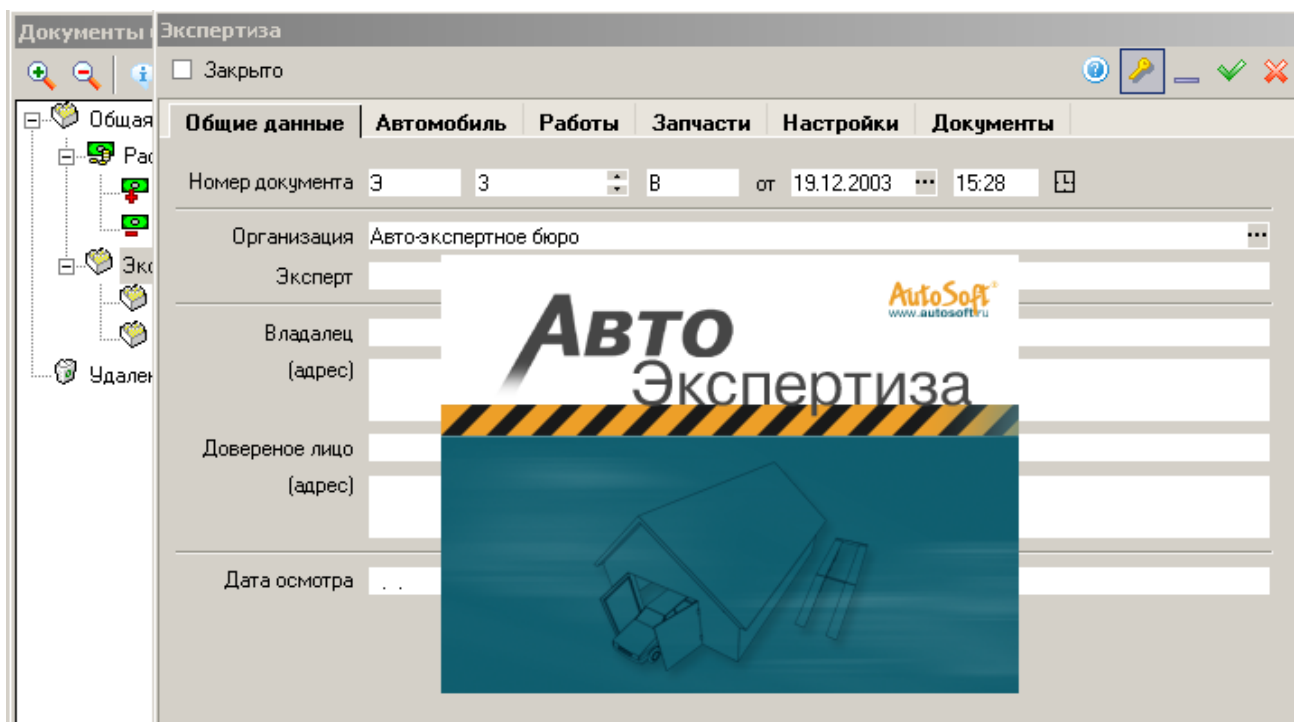 Документы
Экспертиза
Закрыто
Общая
Общие данные Автомобиль Работы Запчасти Настройки Документы
Номер документа Э 3 В от 19.12.2003 ... 15:28
Организация Авто-экспертное бюро ...
Эксперт
AutoSoft
www.autosoft.ru
Авто
Экспертиза
Владалец
(адрес)
Довереное лицо
(адрес)
Дата осмотра . .